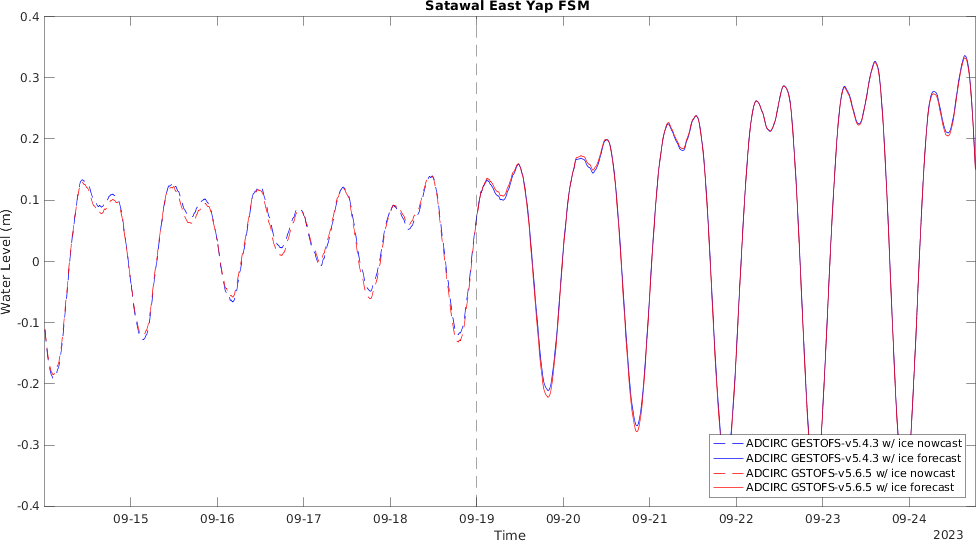 Satawal East Yap FSM
0.4
0.3
0.2
0.1
0
-0.1
-0.2
-0.3
-0.4
Water Level (m)
ADCIRC GESTOFS-v5.4.3 w/ ice nowcast
ADCIRC GESTOFS-v5.4.3 w/ ice forecast
ADCIRC GSTOFS-v5.6.5 w/ ice nowcast
ADCIRC GSTOFS-v5.6.5 w/ ice forecast
09-15 09-16 09-17 09-18 09-19 09-20 09-21 09-22 09-23 09-24
Time
2023